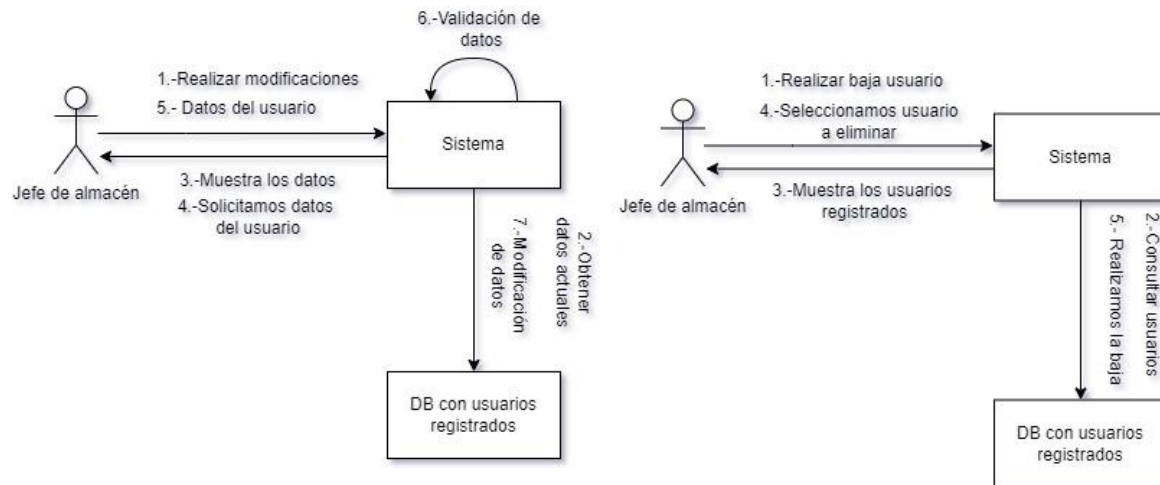 6.-Validación de
datos
1.-Realizar modificaciones
5.- Datos del usuario
Sistema
Jefe de almacén
3.-Muestra los datos
4.-Solicitamos datos
del usuario
2.-Obtener
datos actuales
7.-Modificación
de datos
DB con usuarios
registrados
1.-Realizar baja usuario
4.-Seleccionamos usuario
a eliminar
Sistema
Jefe de almacén
3.-Muestra los usuarios
registrados
2.-Consultar usuarios
5.- Realizamos la baja
DB con usuarios
registrados